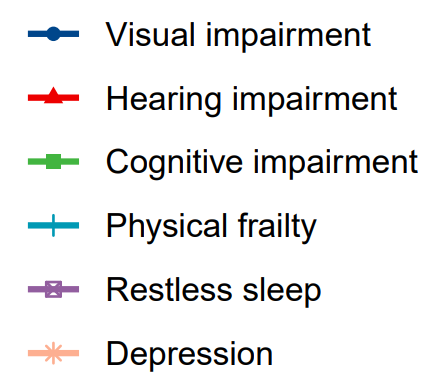 Visual impairment
Hearing impairment
Cognitive impairment
Physical frailty
Restless sleep
Depression